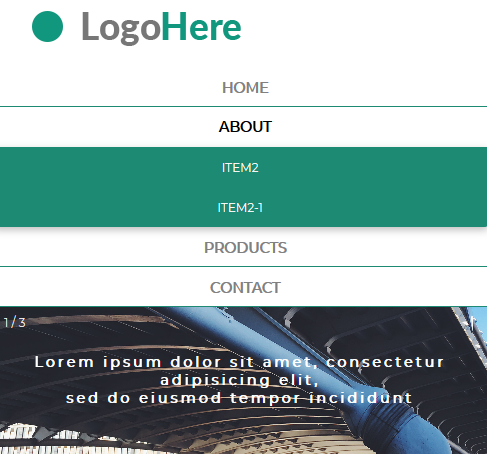 LogoHere
HOME
ABOUT
ITEM2
ITEM2-1
PRODUCTS
CONTACT
1/3
Lorem ipsum dolor sit amet, consectetur
adipisicing elit,
sed do eiusmod tempor incididunt